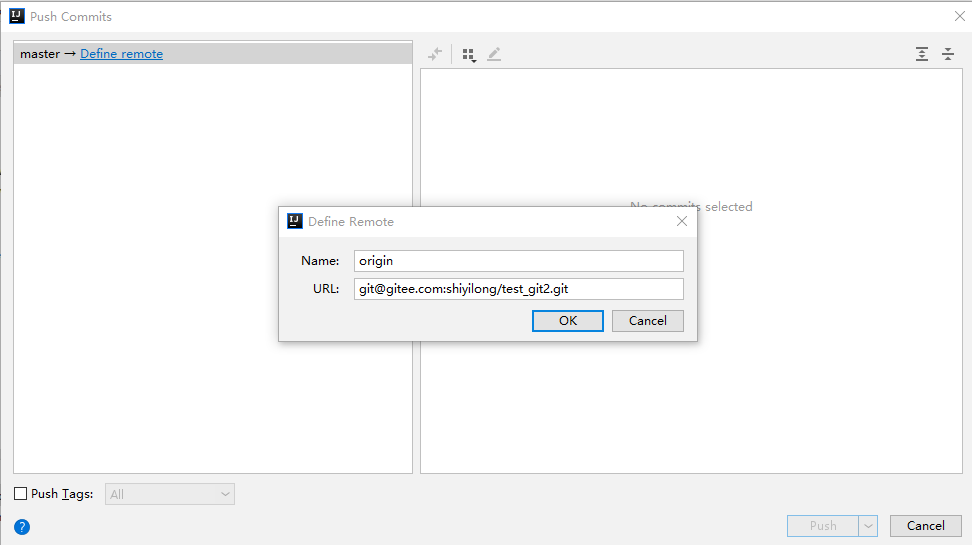 Push Commits
master → Define remote
No commits selected
Define Remote
Name: origin
URL: git@gitee.com:shiyilong/test_git2.git
OK Cancel
Push Tags: All
? Push Cancel